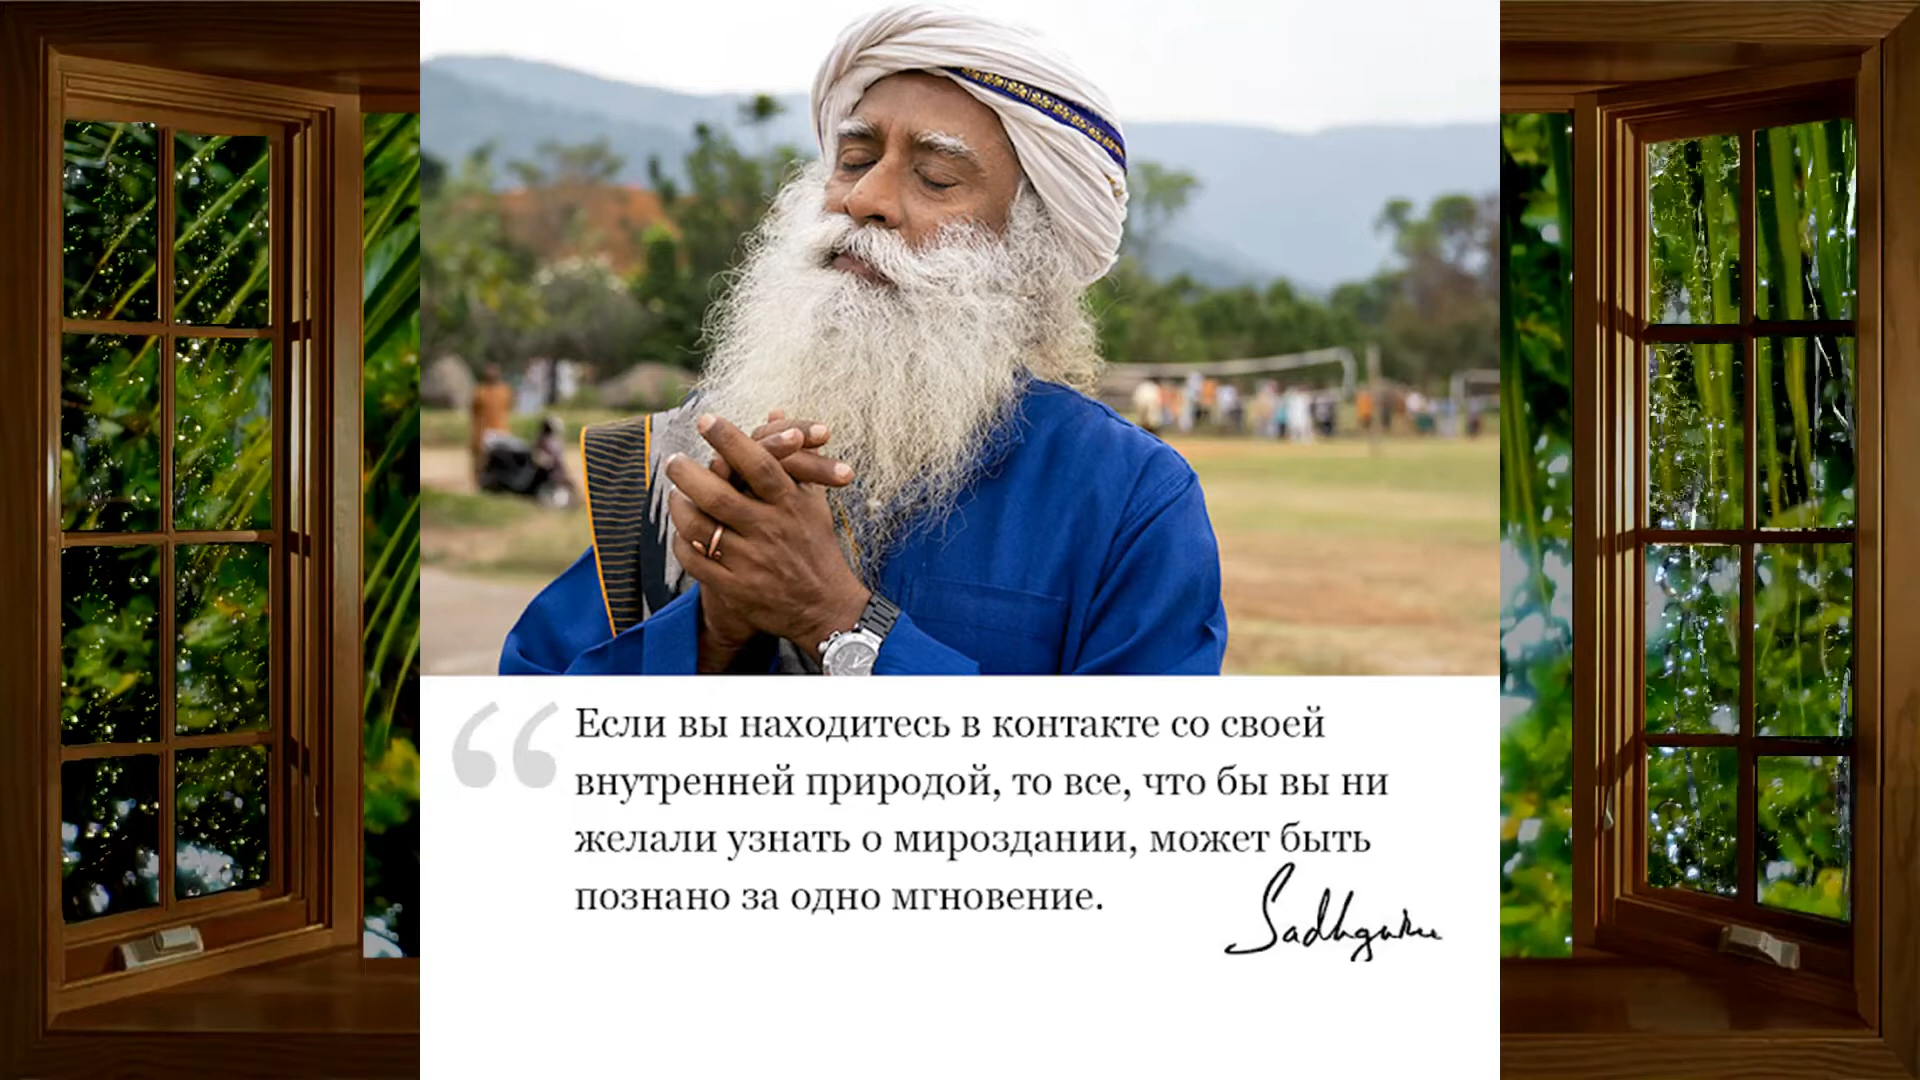 Если вы находитесь в контакте со своей
внутренней природой, то все, что бы вы ни
желали узнать о мироздании, может быть
познано за одно мгновение.
Sadhguru